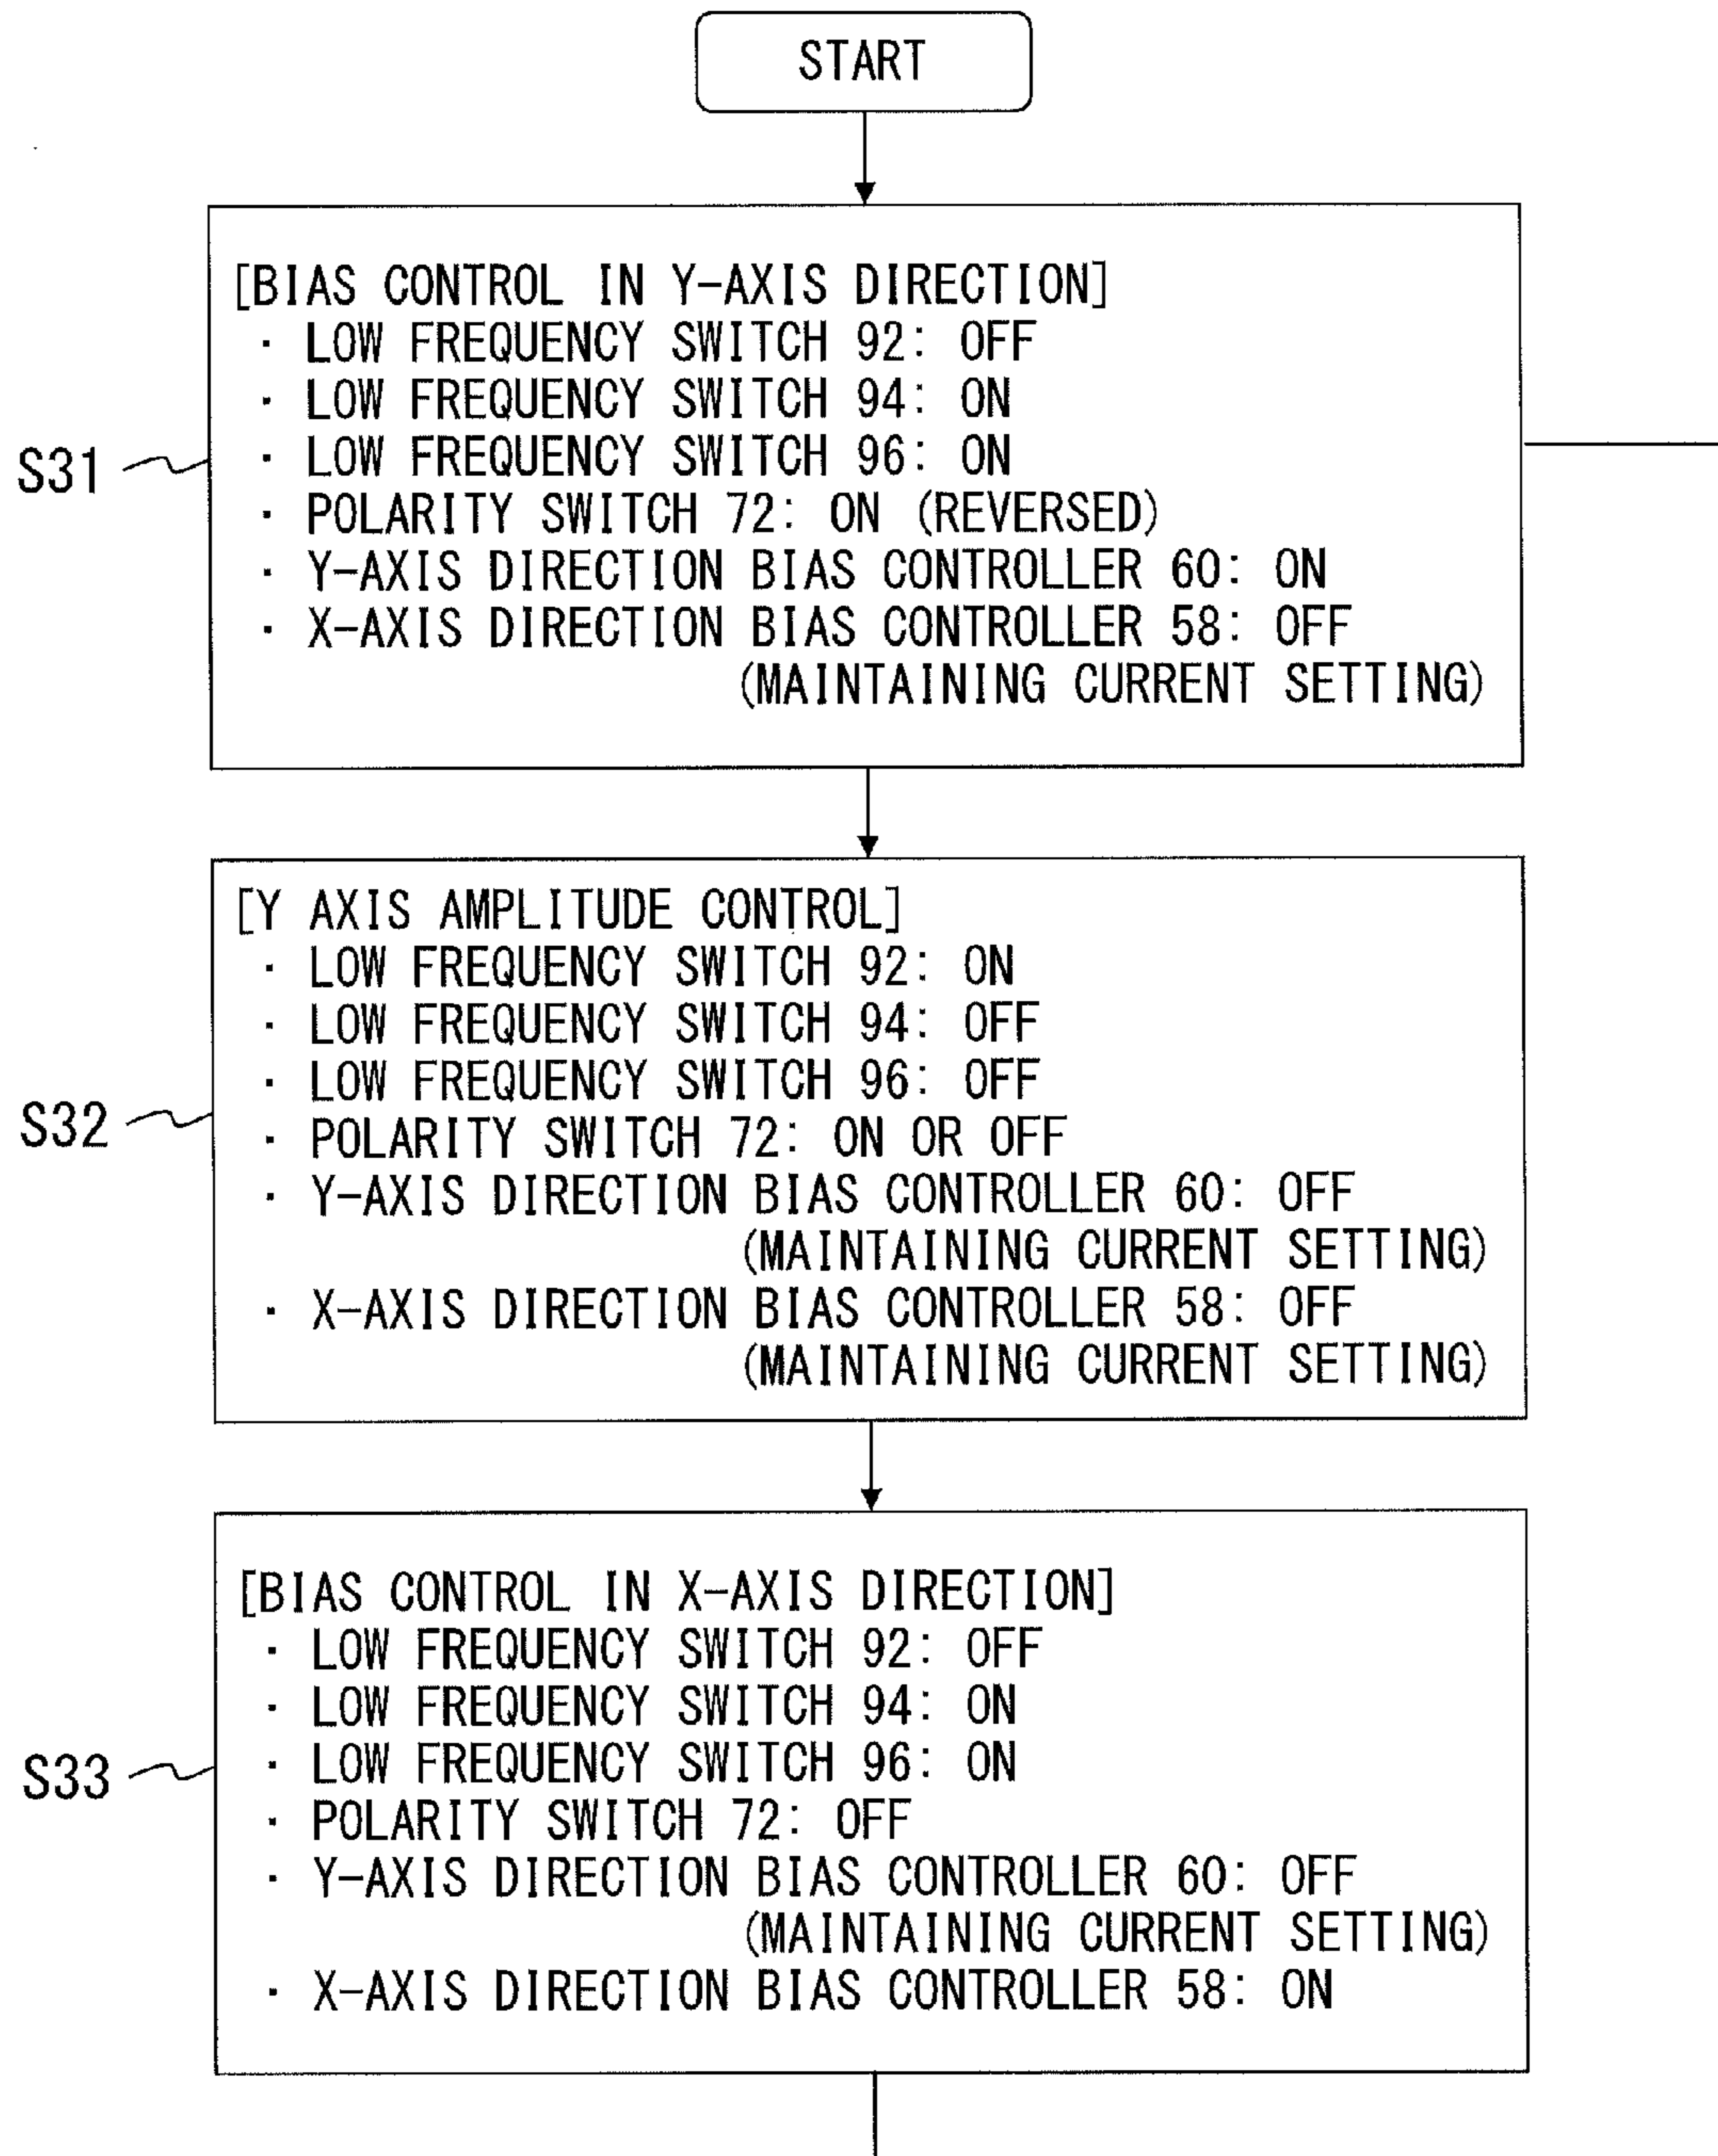 START
[BIAS CONTROL IN Y-AXIS DIRECTION]
· LOW FREQUENCY SWITCH 92: OFF
· LOW FREQUENCY SWITCH 94: ON
· LOW FREQUENCY SWITCH 96: ON
· POLARITY SWITCH 72: ON (REVERSED)
· Y-AXIS DIRECTION BIAS CONTROLLER 60: ON
· X-AXIS DIRECTION BIAS CONTROLLER 58: OFF
(MAINTAINING CURRENT SETTING)
S31
[Y AXIS AMPLITUDE CONTROL]
· LOW FREQUENCY SWITCH 92: ON
· LOW FREQUENCY SWITCH 94: OFF
· LOW FREQUENCY SWITCH 96: OFF
· POLARITY SWITCH 72: ON OR OFF
· Y-AXIS DIRECTION BIAS CONTROLLER 60: OFF
(MAINTAINING CURRENT SETTING)
· X-AXIS DIRECTION BIAS CONTROLLER 58: OFF
(MAINTAINING CURRENT SETTING)
S32
[BIAS CONTROL IN X-AXIS DIRECTION]
· LOW FREQUENCY SWITCH 92: OFF
· LOW FREQUENCY SWITCH 94: ON
· LOW FREQUENCY SWITCH 96: ON
· POLARITY SWITCH 72: OFF
· Y-AXIS DIRECTION BIAS CONTROLLER 60: OFF
(MAINTAINING CURRENT SETTING)
· X-AXIS DIRECTION BIAS CONTROLLER 58: ON
S33